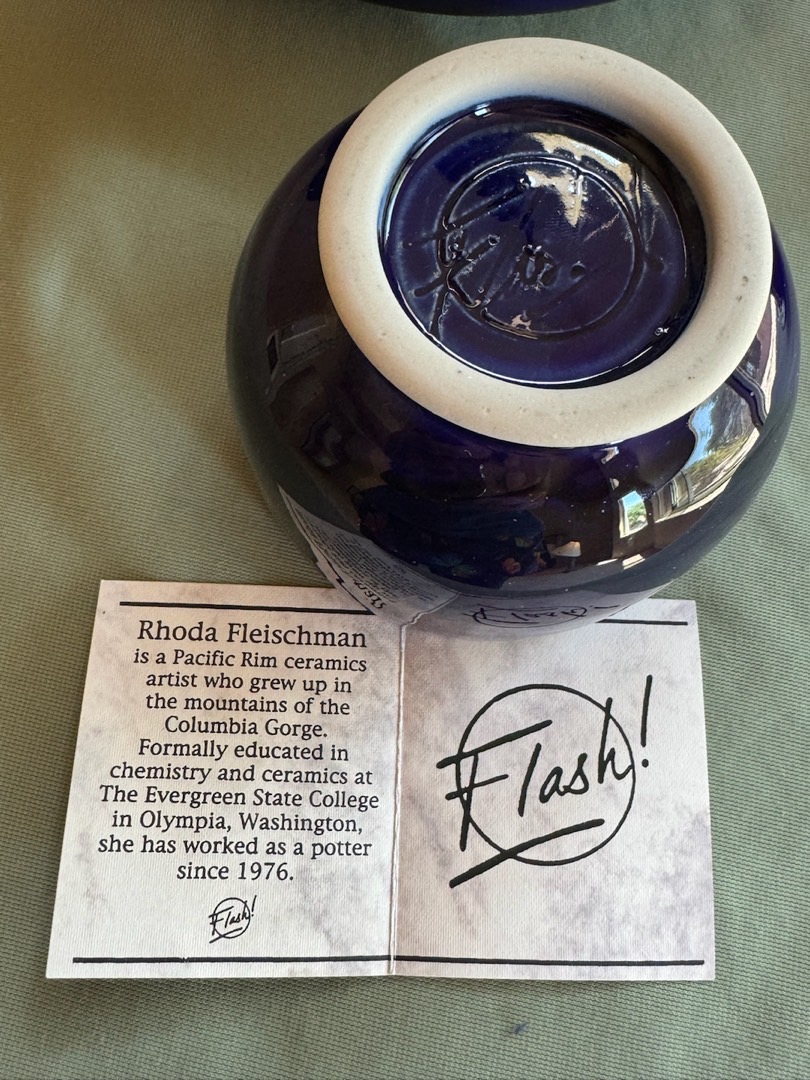 Rhoda Fleischman
is a Pacific Rim ceramics
artist who grew up in
the mountains of the
Columbia Gorge.
Formally educated in
chemistry and ceramics at
The Evergreen State College
in Olympia, Washington,
she has worked as a potter
since 1976.
Flash!
Flash!